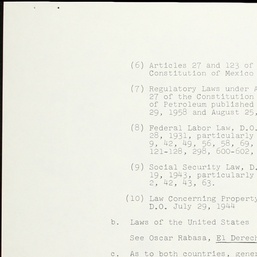 (6) Articles 27 and 123 of
Constitution of Mexico
(7) Regulatory Laws under A
27 of the Constitution
of Petroleum published
29, 1958 and August 25,
(8) Federal Labor Law, D.O.
28, 1931, particularly
9, 42, 49, 56, 58, 69,
121-128, 298, 600-602,
(9) Social Security Law, D.
19, 1943, particularly
2, 42, 43, 63.
(10) Law Concerning Property
D.O. July 29, 1944
b. Laws of the United States
See Oscar Rabasa, El Derech
c. As to both countries, gener